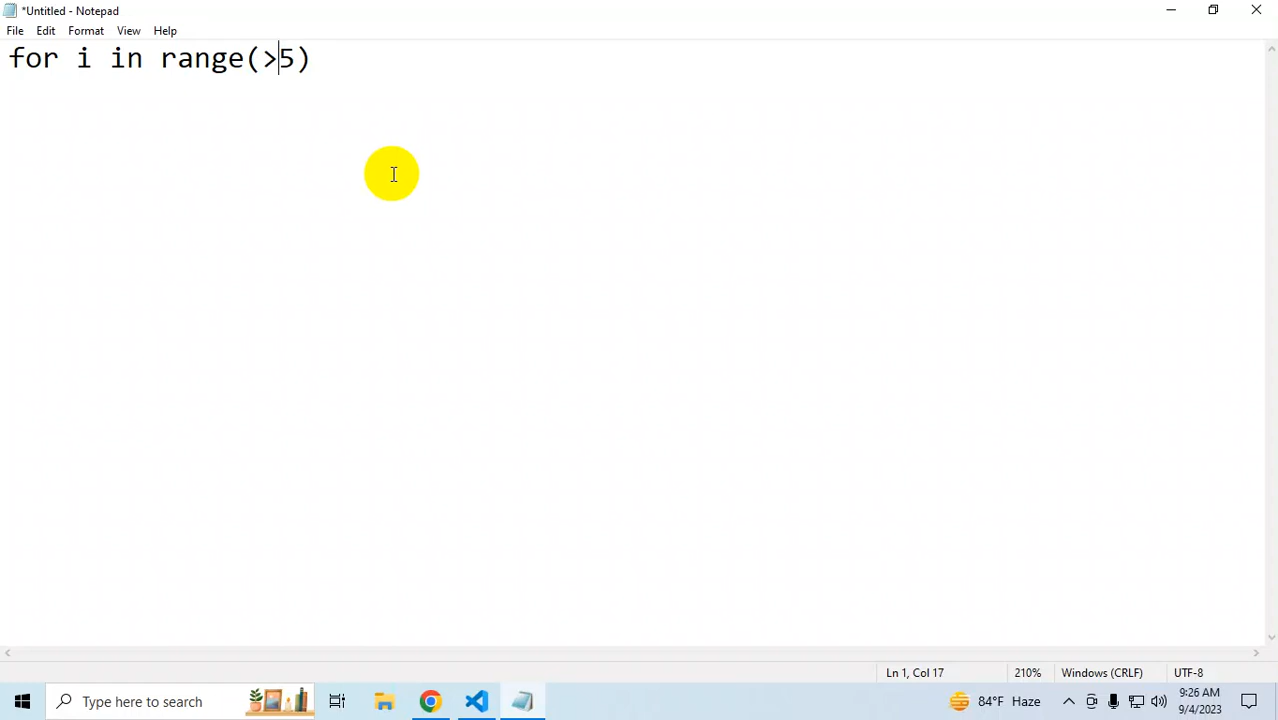 *Untitled - Notepad
File Edit Format View Help
for i in range(>5)
Ln 1, Col 17 210% Windows (CRLF) UTF-8
Type here to search 84°F Haze 9:26 AM
9/4/2023